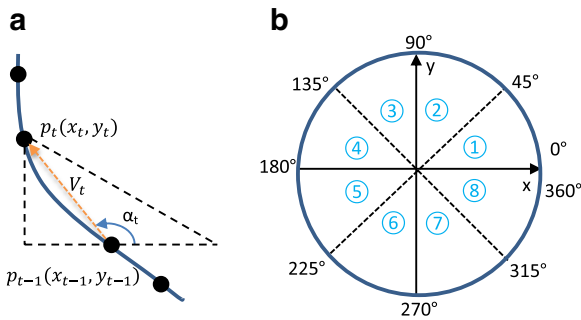 a
p_t(x_t, y_t)
V_t
α_t
p_{t−1}(x_{t−1}, y_{t−1})
b
90°
y
135°
45°
3
2
4
1
0°
180°
x
360°
5
8
6
7
225°
315°
270°